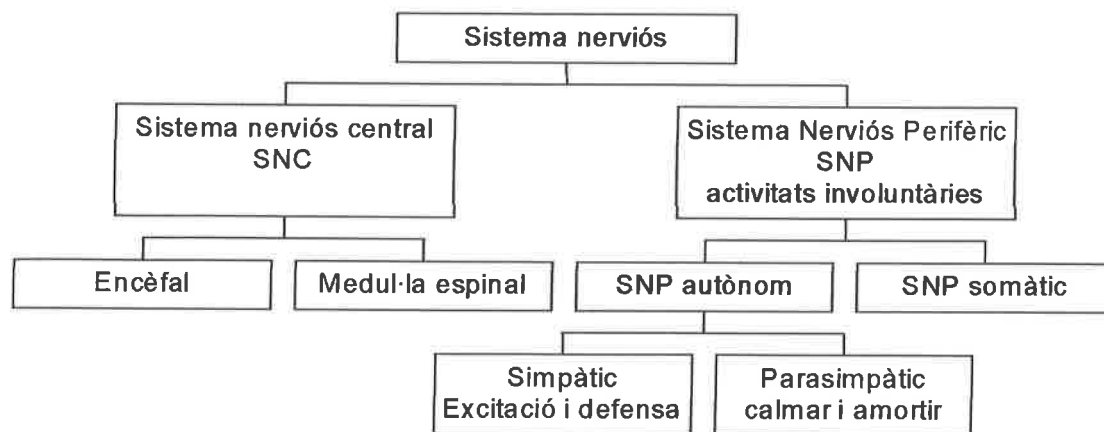 Sistema nerviós
Sistema nerviós central
SNC
Sistema Nerviós Perifèric
SNP
activitats involuntàries
Encèfal
Medul·la espinal
SNP autònom
SNP somàtic
Simpàtic
Excitació i defensa
Parasimpàtic
calmar i amortir